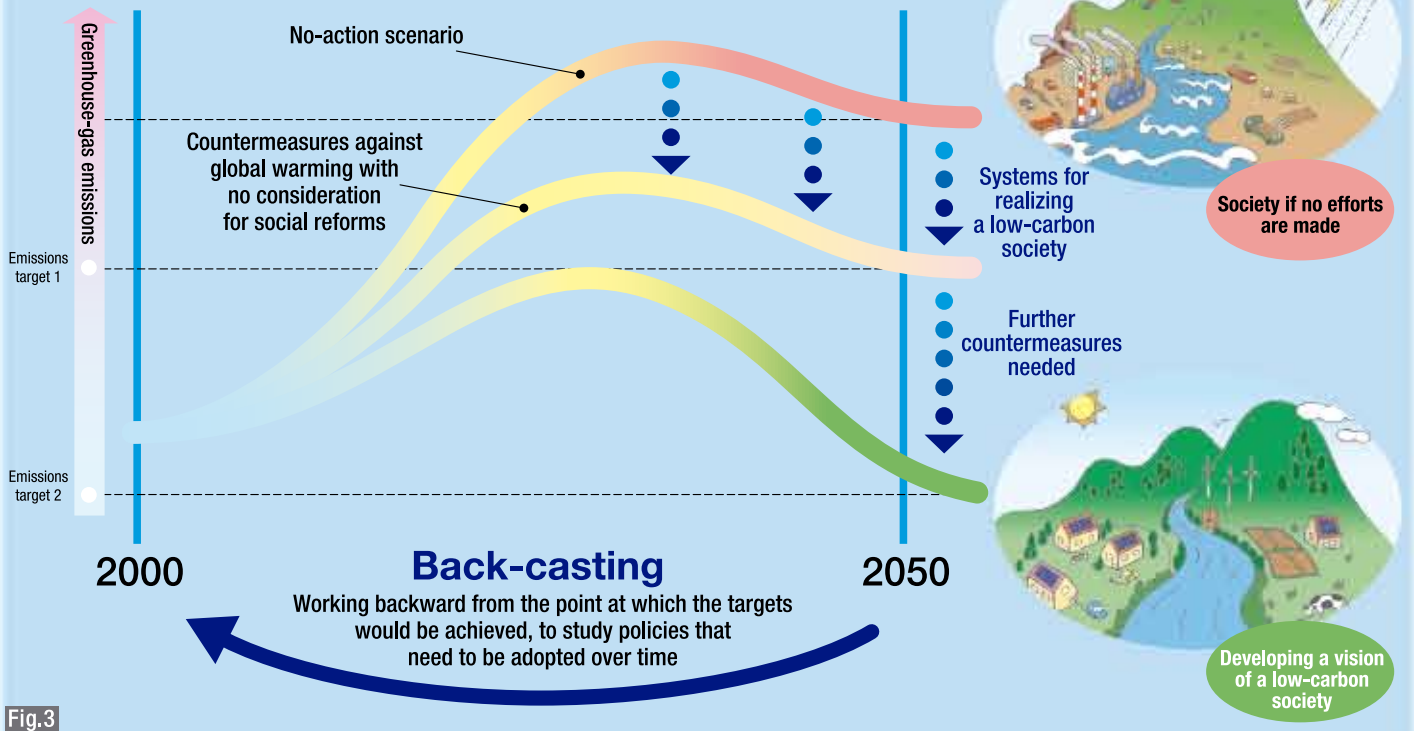 Greenhouse-gas emissions
No-action scenario
Countermeasures against
global warming with
no consideration
for social reforms
Emissions
target 1
Emissions
target 2
Systems for
realizing
a low-carbon
society
Society if no efforts
are made
Further
countermeasures
needed
2000
Back-casting
2050
Working backward from the point at which the targets
would be achieved, to study policies that
need to be adopted over time
Developing a vision
of a low-carbon
society
Fig.3